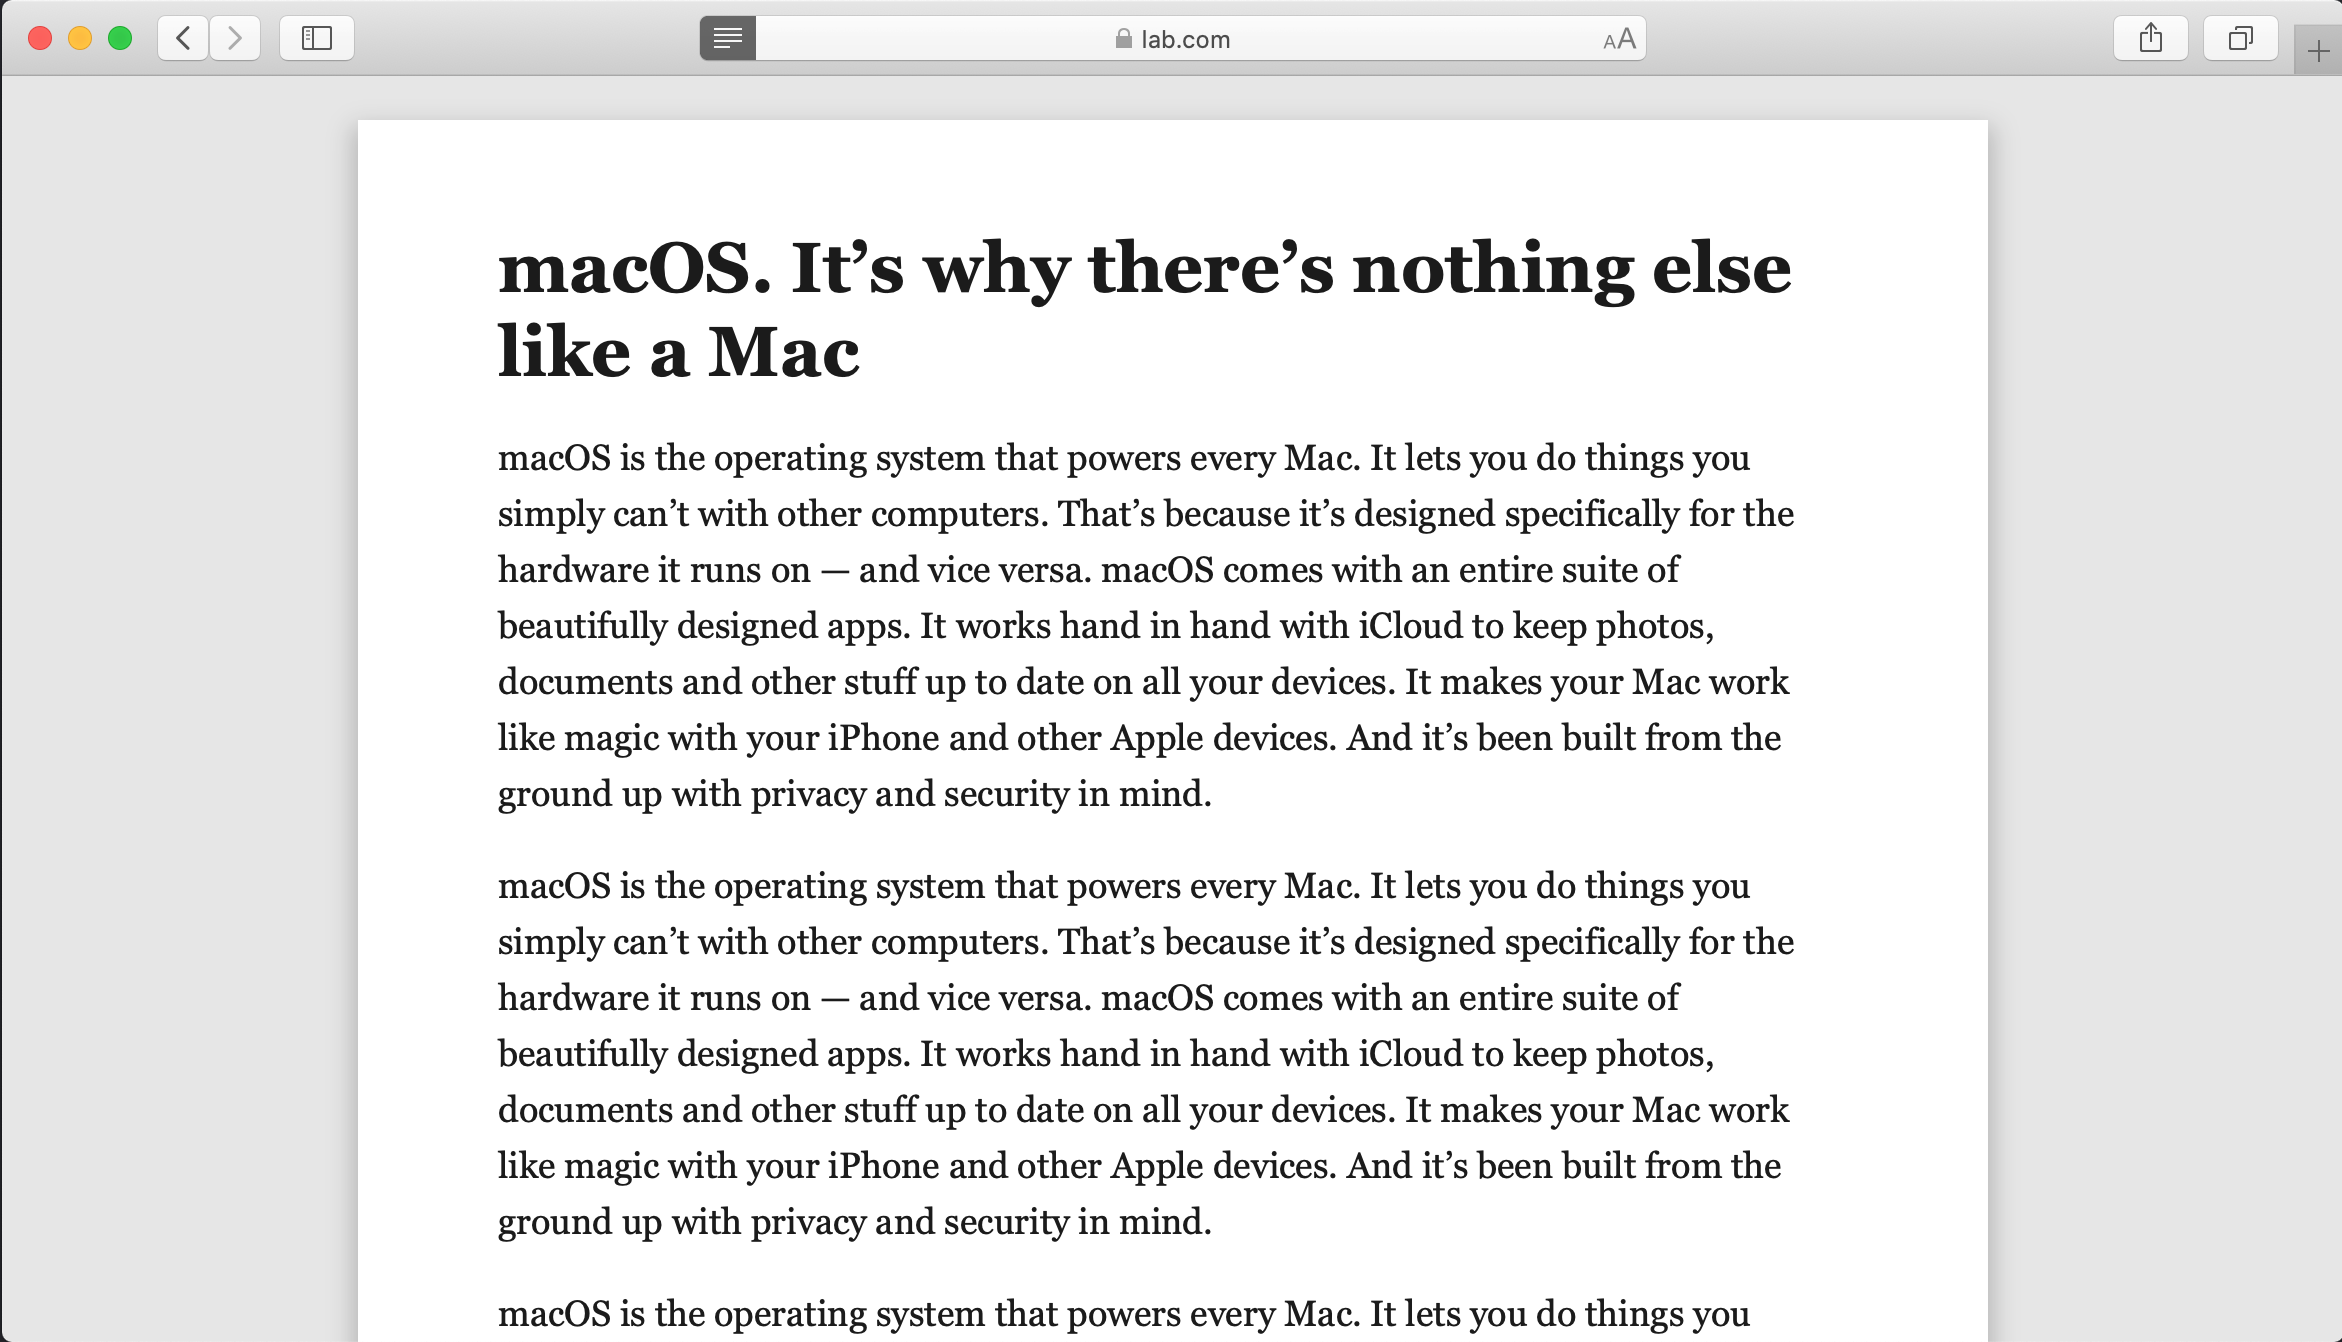 lab.com
AA
macOS. It’s why there’s nothing else
like a Mac
macOS is the operating system that powers every Mac. It lets you do things you
simply can’t with other computers. That’s because it’s designed specifically for the
hardware it runs on — and vice versa. macOS comes with an entire suite of
beautifully designed apps. It works hand in hand with iCloud to keep photos,
documents and other stuff up to date on all your devices. It makes your Mac work
like magic with your iPhone and other Apple devices. And it’s been built from the
ground up with privacy and security in mind.
macOS is the operating system that powers every Mac. It lets you do things you
simply can’t with other computers. That’s because it’s designed specifically for the
hardware it runs on — and vice versa. macOS comes with an entire suite of
beautifully designed apps. It works hand in hand with iCloud to keep photos,
documents and other stuff up to date on all your devices. It makes your Mac work
like magic with your iPhone and other Apple devices. And it’s been built from the
ground up with privacy and security in mind.
macOS is the operating system that powers every Mac. It lets you do things you